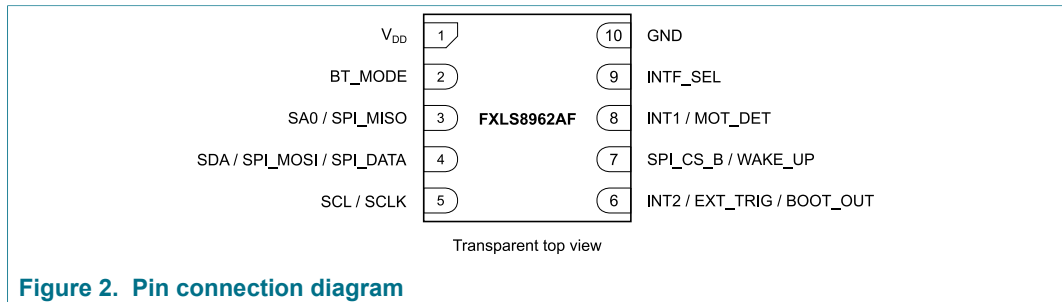 V_DD 1 10 GND
BT_MODE 2 9 INTF_SEL
SA0 / SPI_MISO 3 FXLS8962AF 8 INT1 / MOT_DET
SDA / SPI_MOSI / SPI_DATA 4 7 SPI_CS_B / WAKE_UP
SCL / SCLK 5 6 INT2 / EXT_TRIG / BOOT_OUT
Transparent top view
Figure 2. Pin connection diagram